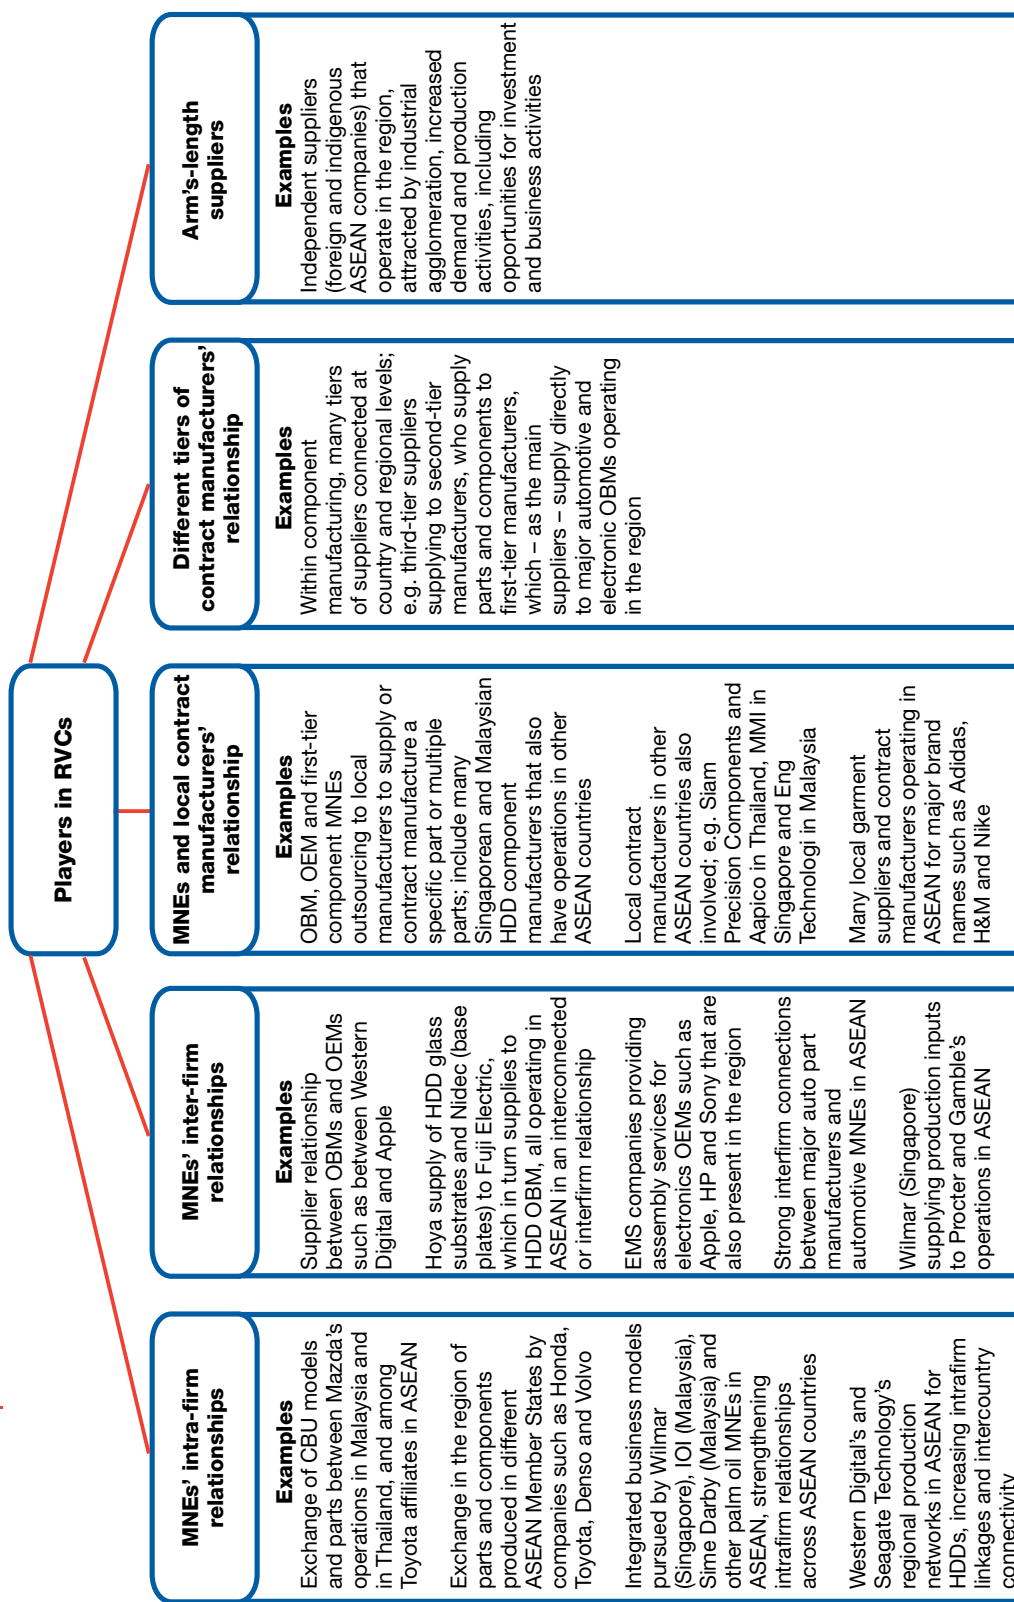 Players in RVCs
MNEs' intra-firm
relationships
Examples
Exchange of CBU models
and parts between Mazda's
operations in Malaysia and
in Thailand, and among
Toyota affiliates in ASEAN
Exchange in the region of
parts and components
produced in different
ASEAN Member States by
companies such as Honda,
Toyota, Denso and Volvo
Integrated business models
pursued by Wilmar
(Singapore), IOI (Malaysia),
Sime Darby (Malaysia) and
other palm oil MNEs in
ASEAN, strengthening
intrafirm relationships
across ASEAN countries
Western Digital's and
Seagate Technology's
regional production
networks in ASEAN for
HDDs, increasing intrafirm
linkages and intercountry
connectivity
MNEs' inter-firm
relationships
Examples
Supplier relationship
between OBMs and OEMs
such as between Western
Digital and Apple
Hoya supply of HDD glass
substrates and Nidec (base
plates) to Fuji Electric,
which in turn supplies to
HDD OBM, all operating in
ASEAN in an interconnected
or interfirm relationship
EMS companies providing
assembly services for
electronics OEMs such as
Apple, HP and Sony that are
also present in the region
Strong interfirm connections
between major auto part
manufacturers and
automotive MNEs in ASEAN
Wilmar (Singapore)
supplying production inputs
to Procter and Gamble's
operations in ASEAN
MNEs and local contract
manufacturers'
relationship
Examples
OBM, OEM and first-tier
component MNEs
outsourcing to local
manufacturers to supply or
contract manufacture a
specific part or multiple
parts; include many
Singaporean and Malaysian
HDD component
manufacturers that also
have operations in other
ASEAN countries
Local contract
manufacturers in other
ASEAN countries also
involved; e.g. Siam
Precision Components and
Aapico in Thailand, MMI in
Singapore and Eng
Technologi in Malaysia
Many local garment
suppliers and contract
manufacturers operating in
ASEAN for major brand
names such as Adidas,
H&M and Nike
Different tiers of
contract manufacturers'
relationship
Examples
Within component
manufacturing, many tiers
of suppliers connected at
country and regional levels;
e.g. third-tier suppliers
supplying to second-tier
manufacturers, who supply
parts and components to
first-tier manufacturers,
which – as the main
suppliers – supply directly
to major automotive and
electronic OBMs operating
in the region
Arm's-length
suppliers
Examples
Independent suppliers
(foreign and indigenous
ASEAN companies) that
operate in the region,
attracted by industrial
agglomeration, increased
demand and production
activities, including
opportunities for investment
and business activities